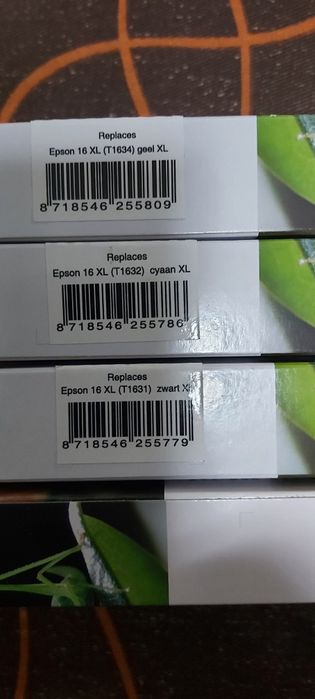 Replaces
Epson 16 XL (T1634) geel XL
8 718546 255809
Replaces
Epson 16 XL (T1632) cyaan XL
8 718546 255786
Replaces
Epson 16 XL (T1631) zwart X
8 718546 255779